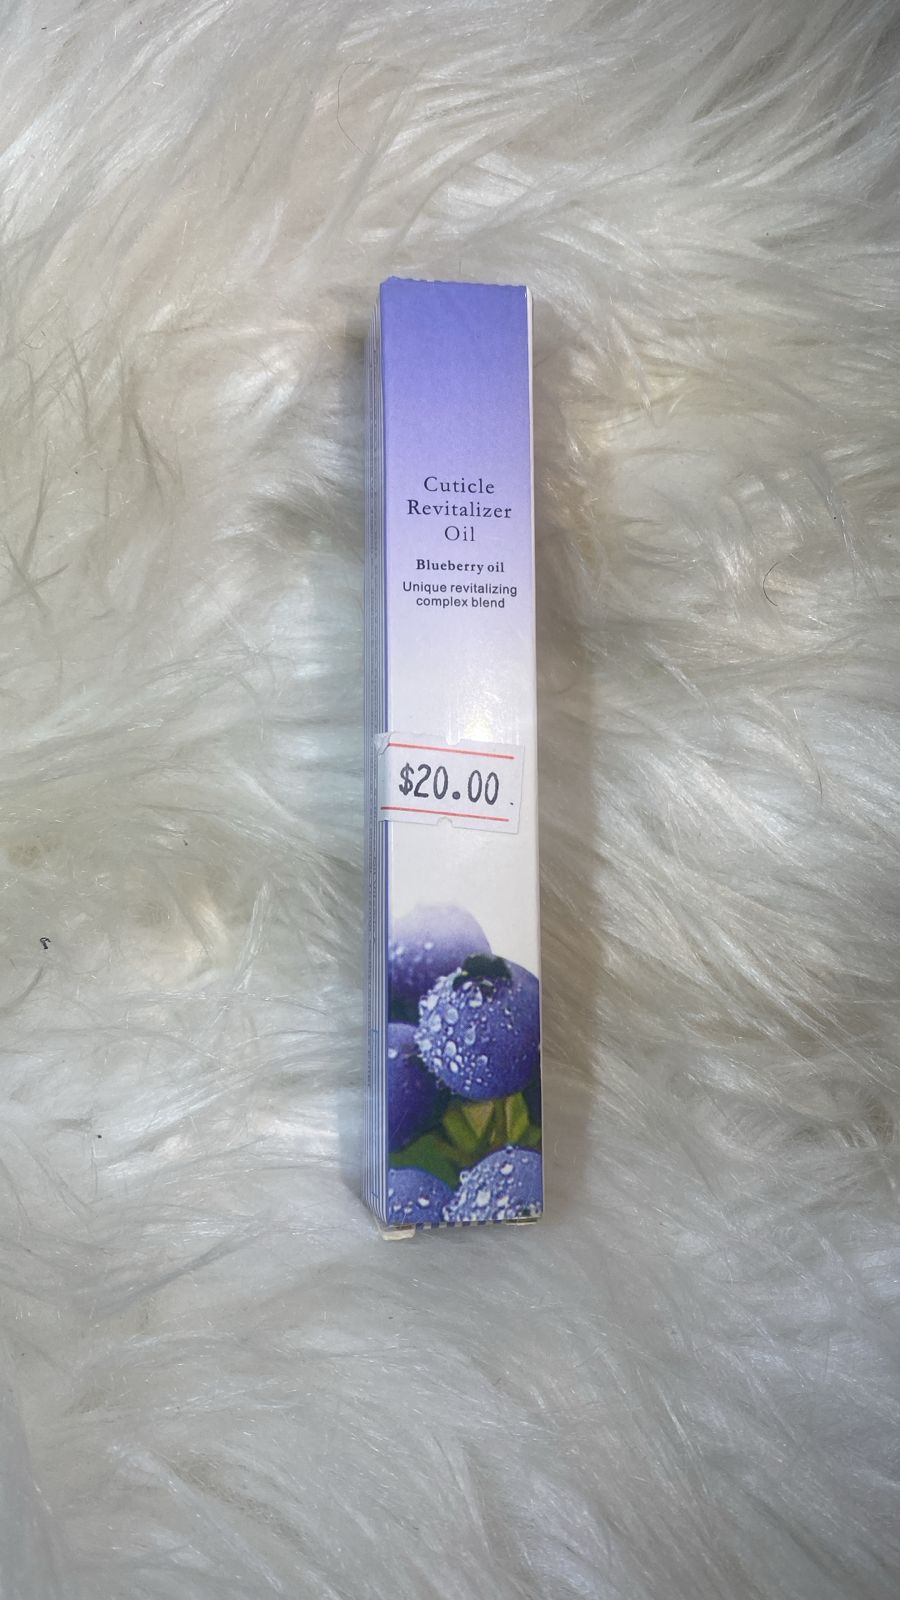 Cuticle
Revitalizer
Oil
Blueberry oil
Unique revitalizing
complex blend
$20.00